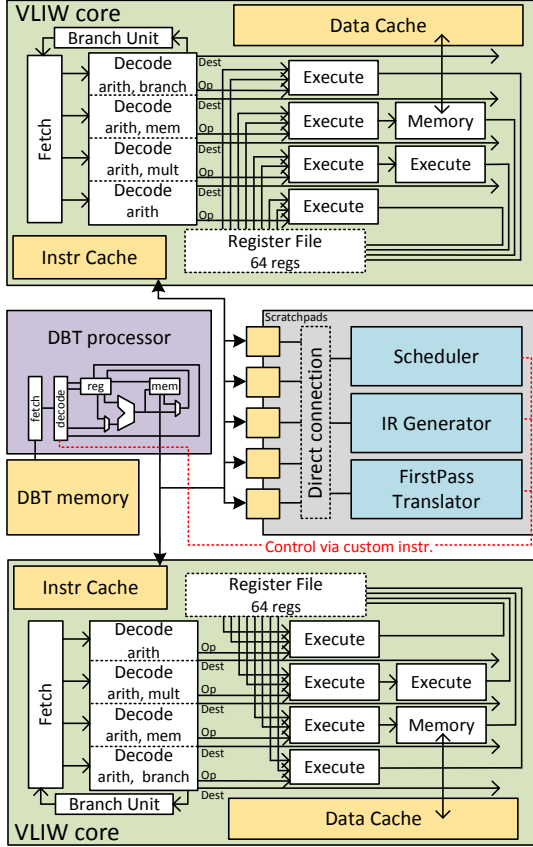 VLIW core
Branch Unit
Data Cache
Fetch
Decode
arith, branch
Decode
arith, mem
Decode
arith, mult
Decode
arith
Dest
Op
Dest
Op
Dest
Op
Dest
Op
Execute
Execute
Memory
Execute
Execute
Execute
Register File
64 regs
Instr Cache
DBT processor
fetch
decode
reg
mem
DBT memory
Scratchpads
Direct connection
Scheduler
IR Generator
FirstPass
Translator
Control via custom instr.
Instr Cache
Register File
64 regs
Fetch
Decode
arith
Decode
arith, mult
Decode
arith, mem
Decode
arith, branch
Op
Dest
Op
Dest
Op
Dest
Op
Dest
Execute
Execute
Execute
Execute
Memory
Execute
Branch Unit
Data Cache
VLIW core